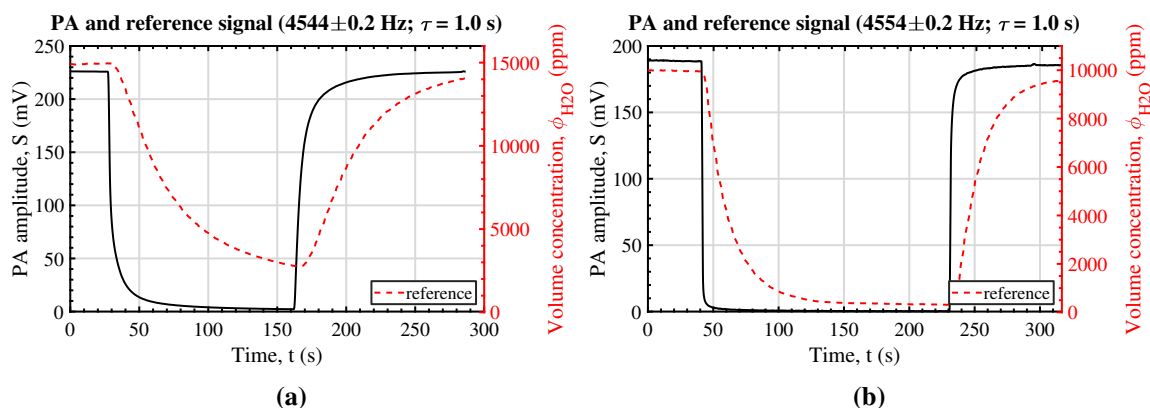 PA and reference signal (4544±0.2 Hz; τ = 1.0 s)
250
200
150
100
50
0
PA amplitude, S (mV)
15000
10000
5000
0
Volume concentration, ϕH2O (ppm)
reference
0 50 100 150 200 250 300
Time, t (s)
(a)
PA and reference signal (4554±0.2 Hz; τ = 1.0 s)
200
150
100
50
0
PA amplitude, S (mV)
10000
8000
6000
4000
2000
0
Volume concentration, ϕH2O (ppm)
reference
0 50 100 150 200 250 300
Time, t (s)
(b)